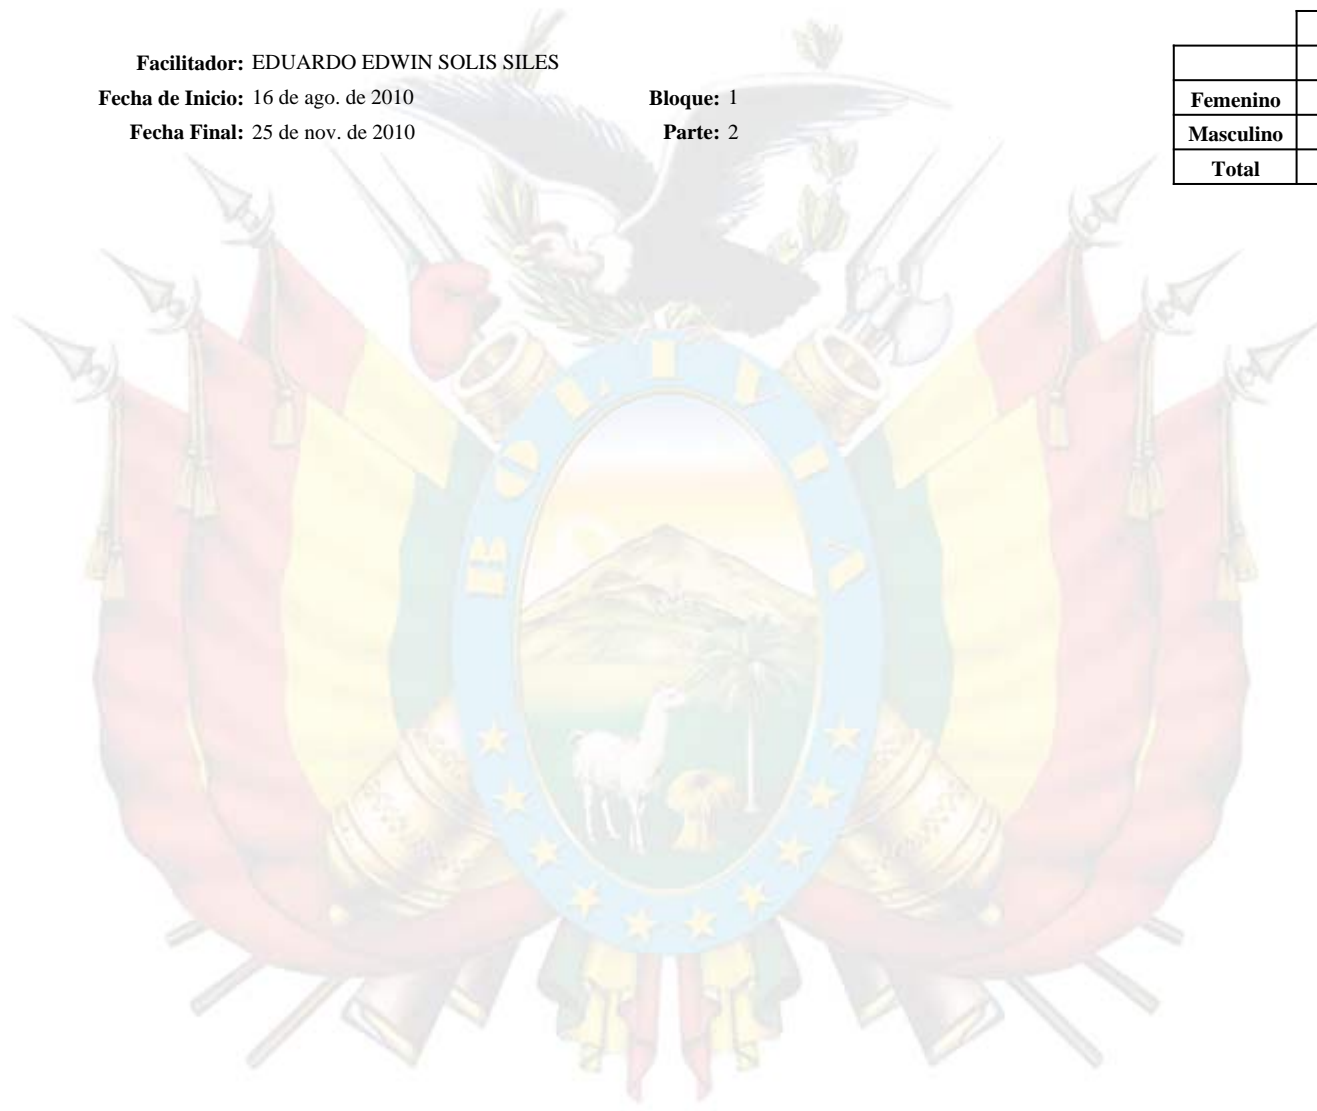 Facilitador: EDUARDO EDWIN SOLIS SILES
Fecha de Inicio: 16 de ago. de 2010 Bloque: 1
Fecha Final: 25 de nov. de 2010 Parte: 2
Femenino
Masculino
Total
BOLIVIA